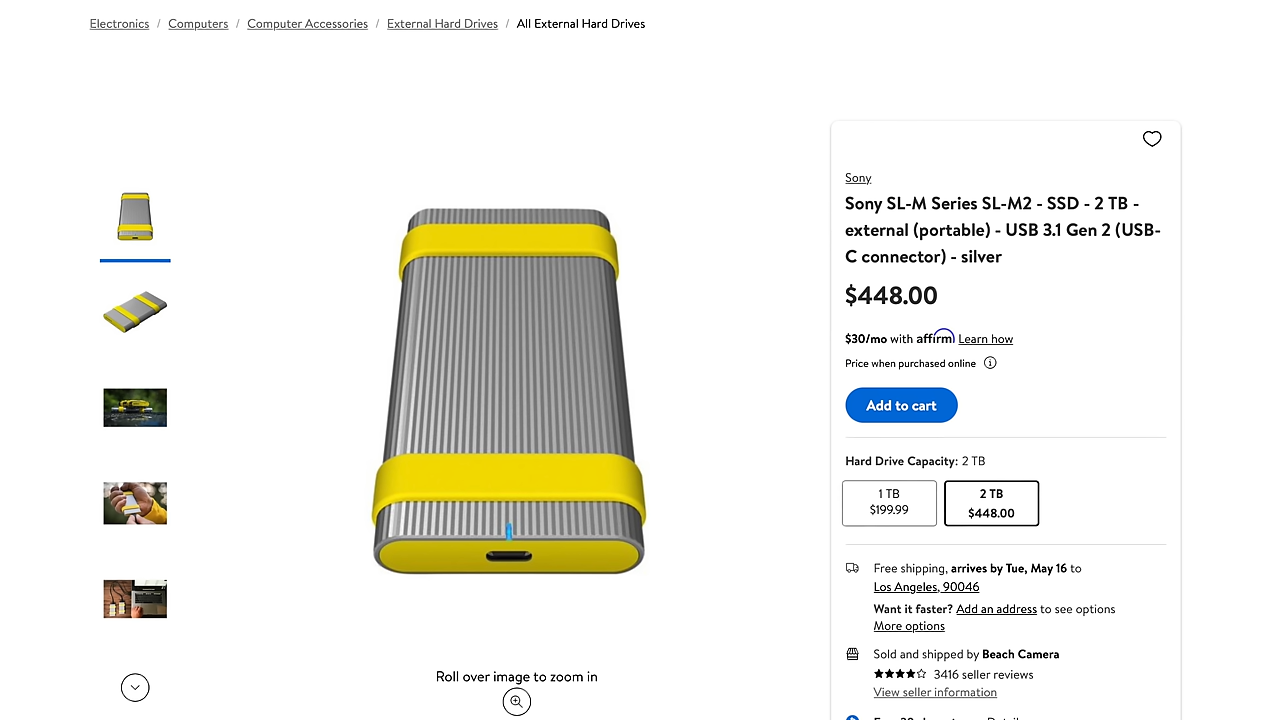 Electronics / Computers / Computer Accessories / External Hard Drives / All External Hard Drives
Sony
Sony SL-M Series SL-M2 - SSD - 2 TB -
external (portable) - USB 3.1 Gen 2 (USB-
C connector) - silver
$448.00
$30/mo with affirm Learn how
Price when purchased online
Add to cart
Hard Drive Capacity: 2 TB
1 TB
$199.99
2 TB
$448.00
Free shipping, arrives by Tue, May 16 to
Los Angeles, 90046
Want it faster? Add an address to see options
More options
Sold and shipped by Beach Camera
3416 seller reviews
View seller information
Roll over image to zoom in